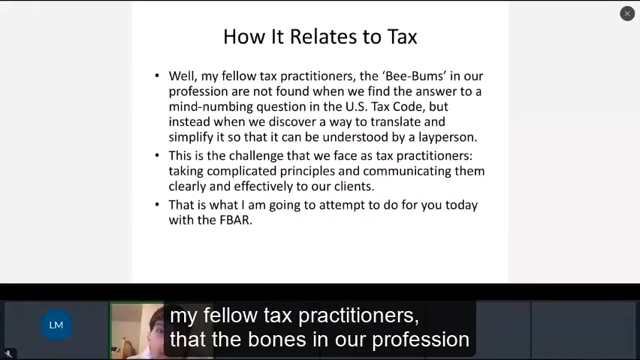 How It Relates to Tax
• Well, my fellow tax practitioners, the ‘Bee-Bums’ in our
profession are not found when we find the answer to a
mind-numbing question in the U.S. Tax Code, but
instead when we discover a way to translate and
simplify it so that it can be understood by a layperson.
• This is the challenge that we face as tax practitioners:
taking complicated principles and communicating them
clearly and effectively to our clients.
• That is what I am going to attempt to do for you today
with the FBAR.
LM
my fellow tax practitioners,
that the bones in our profession